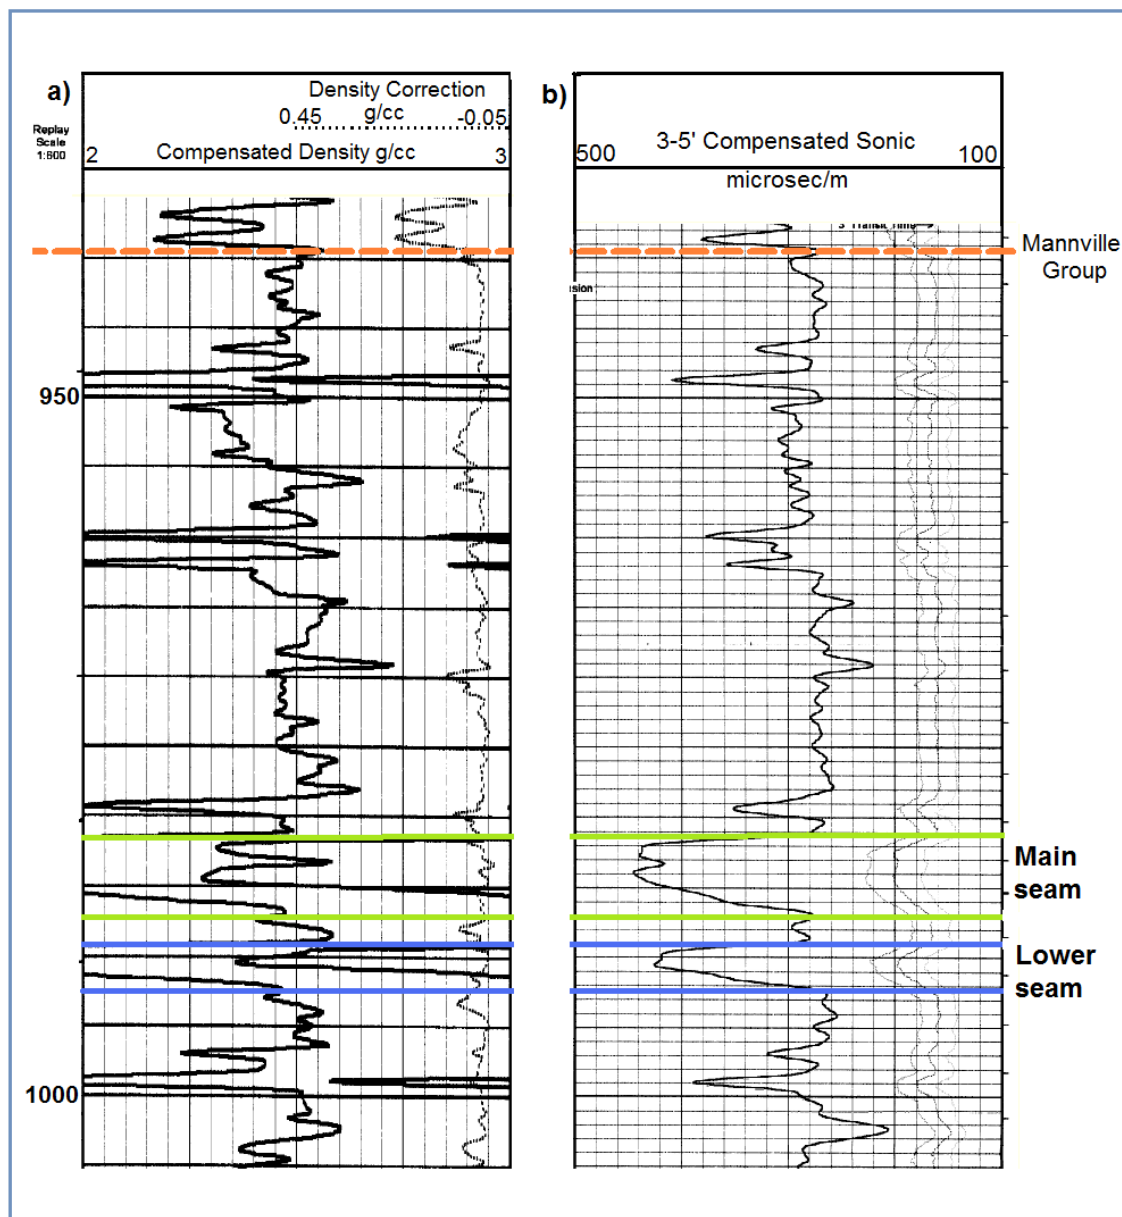 a)
Density Correction
0.45 g/cc -0.05
Replay
Scale
1:600
2 Compensated Density g/cc 3
b)
3-5' Compensated Sonic
500 100
microsec/m
Mannville
Group
950
Main
seam
Lower
seam
1000